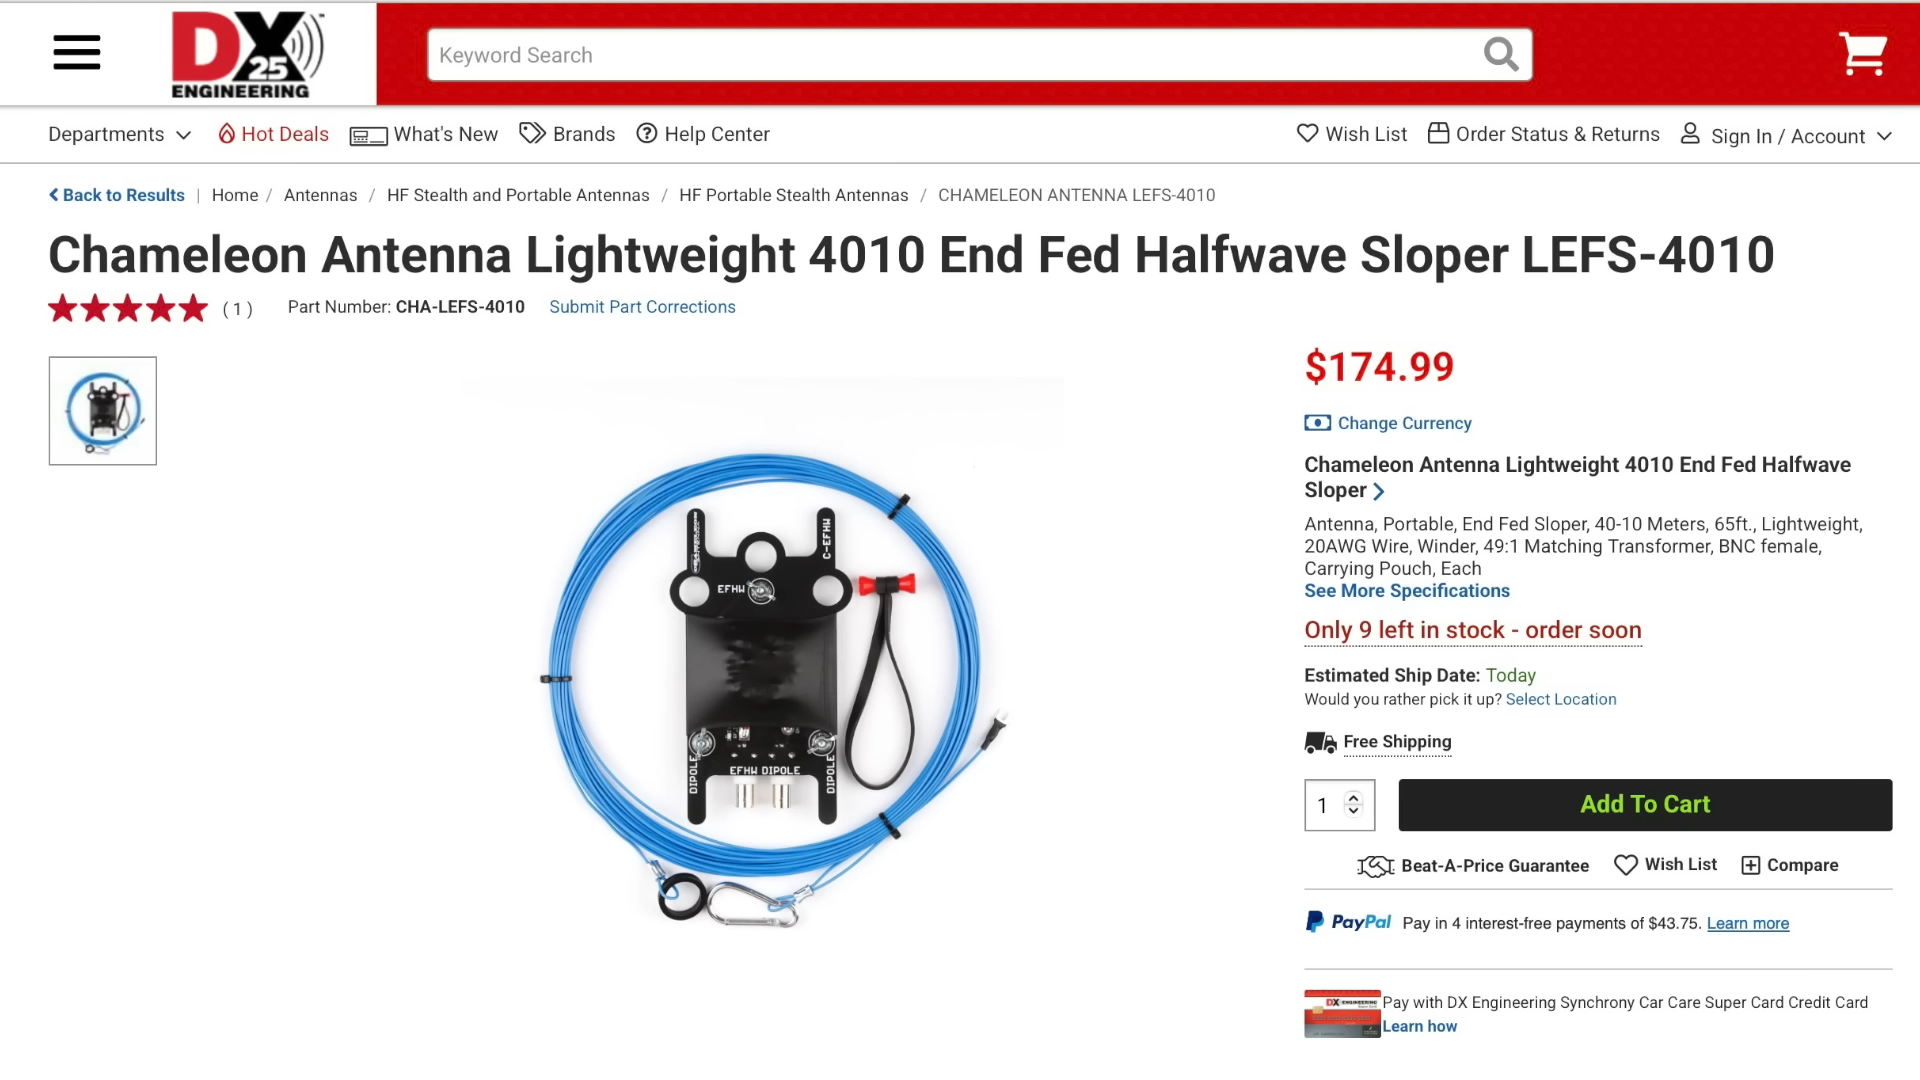 DX
25
ENGINEERING
Keyword Search
Departments
Hot Deals
What's New
Brands
Help Center
Wish List
Order Status & Returns
Sign In / Account
Back to Results | Home / Antennas / HF Stealth and Portable Antennas / HF Portable Stealth Antennas / CHAMELEON ANTENNA LEFS-4010
Chameleon Antenna Lightweight 4010 End Fed Halfwave Sloper LEFS-4010
( 1 )
Part Number: CHA-LEFS-4010
Submit Part Corrections
C-EFHW
EFHW
EFHW DIPOLE
DIPOLE
DIPOLE
$174.99
Change Currency
Chameleon Antenna Lightweight 4010 End Fed Halfwave
Sloper
Antenna, Portable, End Fed Sloper, 40-10 Meters, 65ft., Lightweight,
20AWG Wire, Winder, 49:1 Matching Transformer, BNC female,
Carrying Pouch, Each
See More Specifications
Only 9 left in stock - order soon
Estimated Ship Date: Today
Would you rather pick it up? Select Location
Free Shipping
1
Add To Cart
Beat-A-Price Guarantee
Wish List
Compare
PayPal Pay in 4 interest-free payments of $43.75. Learn more
DX ENGINEERING
Pay with DX Engineering Synchrony Car Care Super Card Credit Card
Learn how